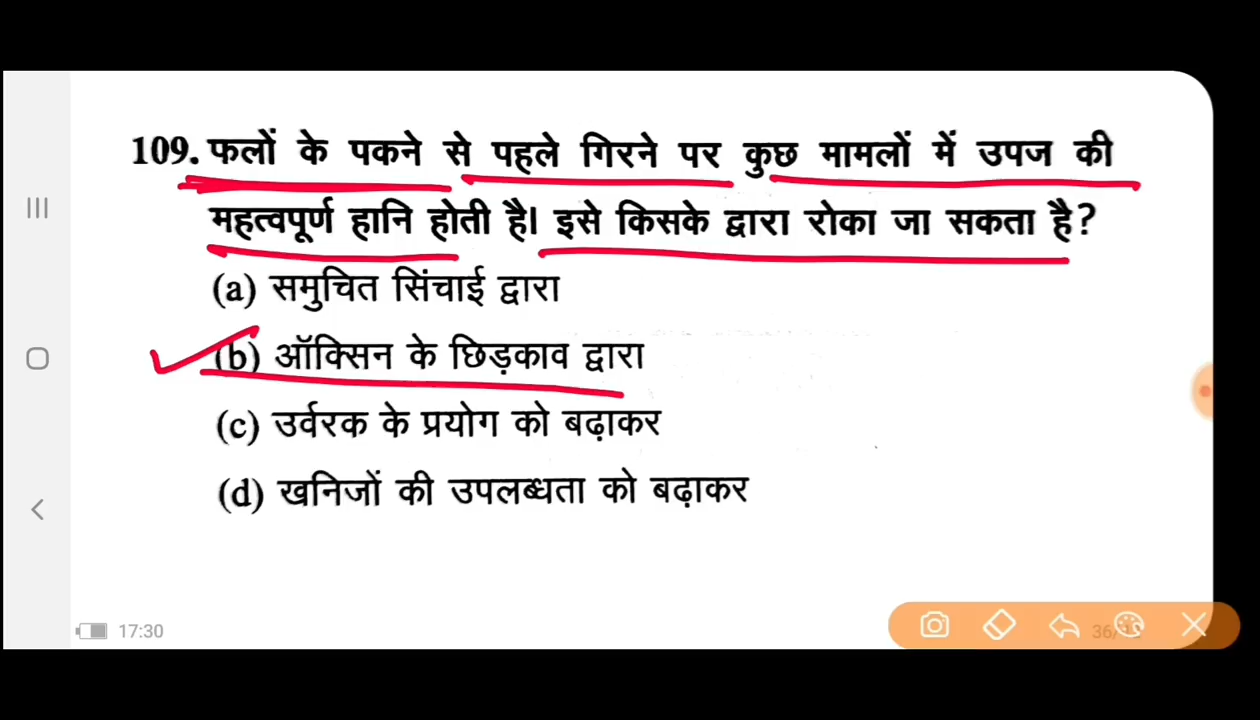 109. फलों के पकने से पहले गिरने पर कुछ मामलों में उपज की
महत्वपूर्ण हानि होती है। इसे किसके द्वारा रोका जा सकता है?
(a) समुचित सिंचाई द्वारा
(b) ऑक्सिन के छिड़काव द्वारा
(c) उर्वरक के प्रयोग को बढ़ाकर
(d) खनिजों की उपलब्धता को बढ़ाकर
17:30